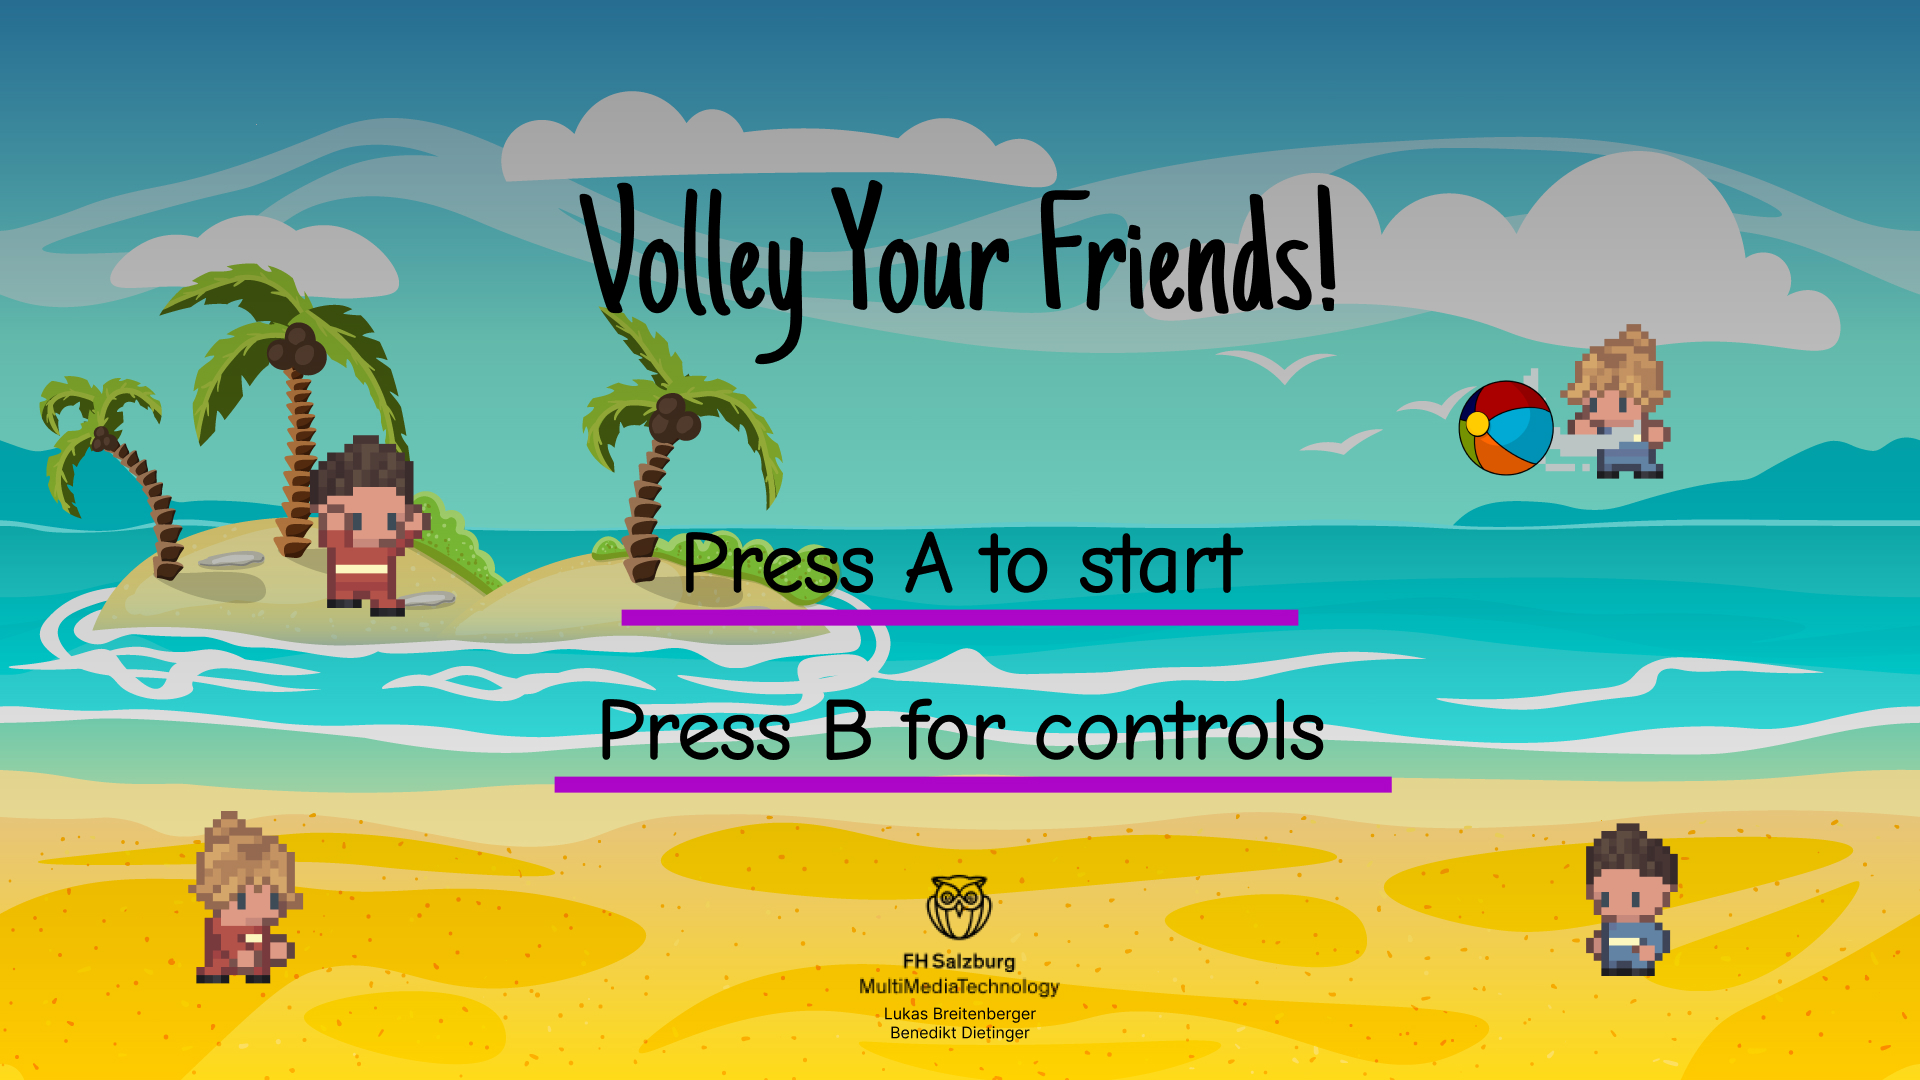 Volley Your Friends!
Press A to start
Press B for controls
FH Salzburg
MultiMediaTechnology
Lukas Breitenberger
Benedikt Dietinger